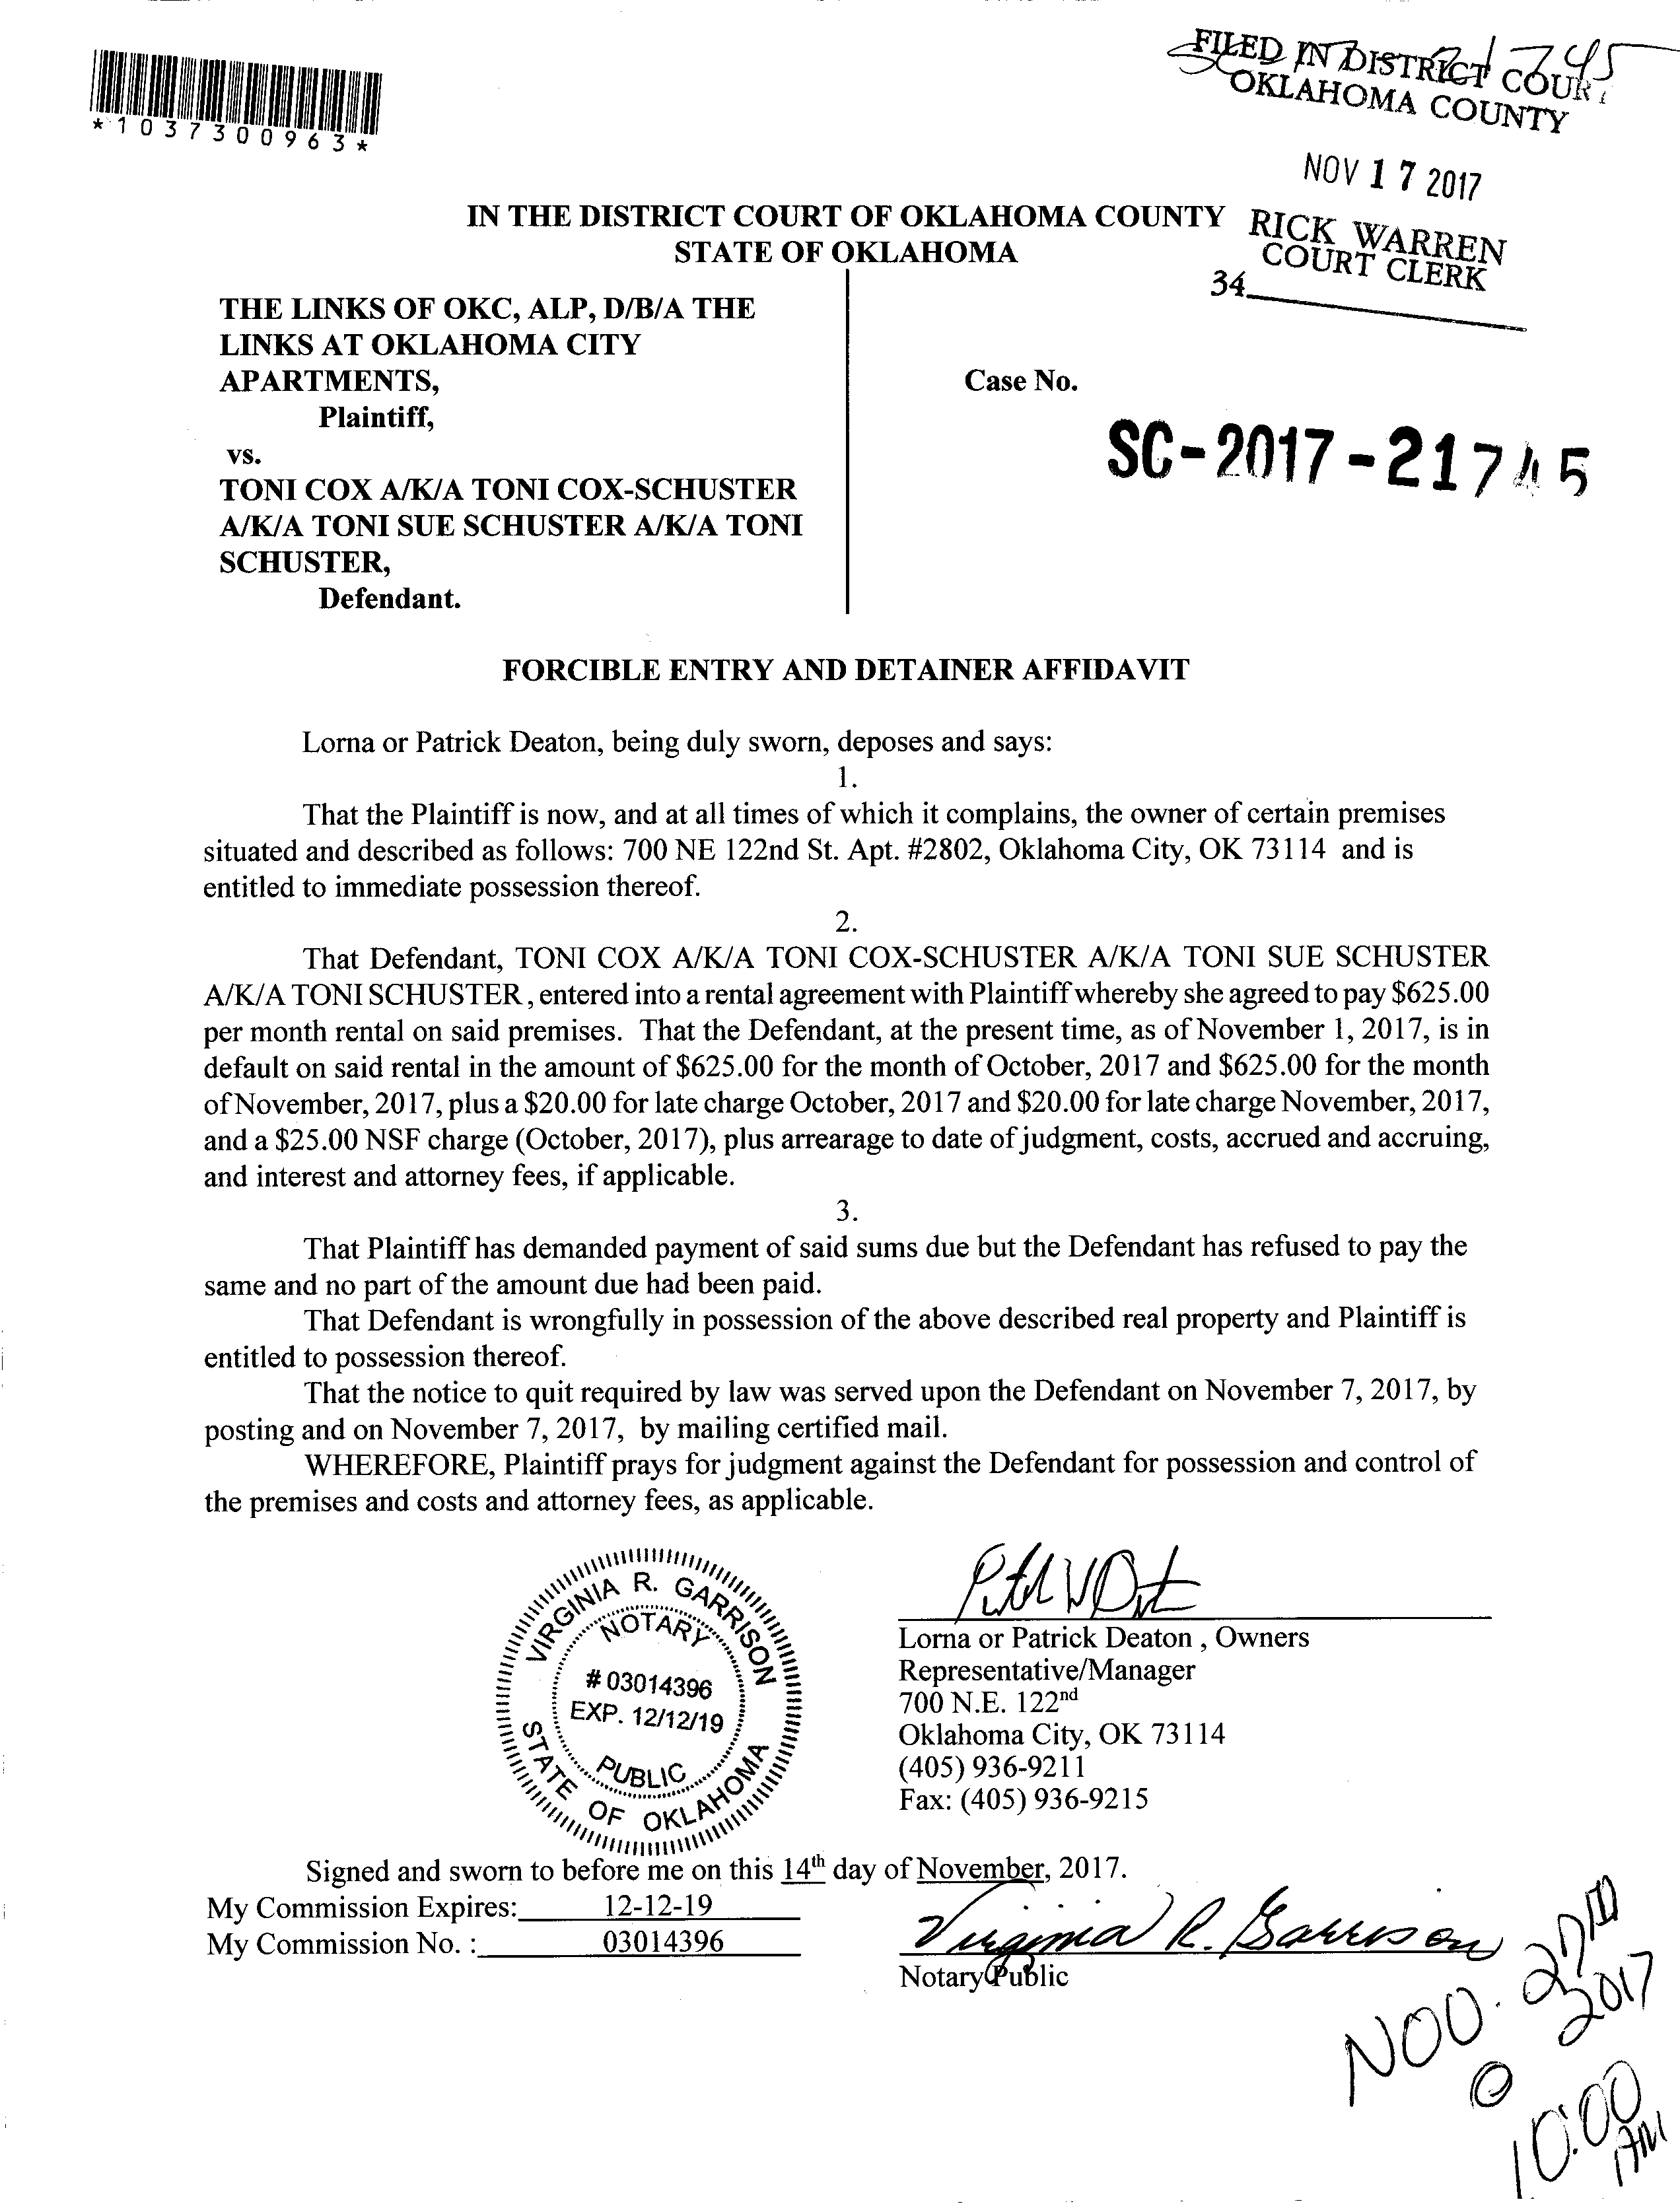 *1037300963*
21745
FILED IN DISTRICT COURT
OKLAHOMA COUNTY
NOV 17 2017
RICK WARREN
COURT CLERK
34
IN THE DISTRICT COURT OF OKLAHOMA COUNTY
STATE OF OKLAHOMA
THE LINKS OF OKC, ALP, D/B/A THE
LINKS AT OKLAHOMA CITY
APARTMENTS,
Plaintiff,
vs.
TONI COX A/K/A TONI COX-SCHUSTER
A/K/A TONI SUE SCHUSTER A/K/A TONI
SCHUSTER,
Defendant.
Case No.
SC-2017-21745
FORCIBLE ENTRY AND DETAINER AFFIDAVIT
Lorna or Patrick Deaton, being duly sworn, deposes and says:
1.
That the Plaintiff is now, and at all times of which it complains, the owner of certain premises
situated and described as follows: 700 NE 122nd St. Apt. #2802, Oklahoma City, OK 73114 and is
entitled to immediate possession thereof.
2.
That Defendant, TONI COX A/K/A TONI COX-SCHUSTER A/K/A TONI SUE SCHUSTER
A/K/A TONI SCHUSTER , entered into a rental agreement with Plaintiff whereby she agreed to pay $625.00
per month rental on said premises. That the Defendant, at the present time, as of November 1, 2017, is in
default on said rental in the amount of $625.00 for the month of October, 2017 and $625.00 for the month
of November, 2017, plus a $20.00 for late charge October, 2017 and $20.00 for late charge November, 2017,
and a $25.00 NSF charge (October, 2017), plus arrearage to date of judgment, costs, accrued and accruing,
and interest and attorney fees, if applicable.
3.
That Plaintiff has demanded payment of said sums due but the Defendant has refused to pay the
same and no part of the amount due had been paid.
That Defendant is wrongfully in possession of the above described real property and Plaintiff is
entitled to possession thereof.
That the notice to quit required by law was served upon the Defendant on November 7, 2017, by
posting and on November 7, 2017, by mailing certified mail.
WHEREFORE, Plaintiff prays for judgment against the Defendant for possession and control of
the premises and costs and attorney fees, as applicable.
VIRGINIA R. GARRISON
NOTARY
# 03014396
EXP. 12/12/19
PUBLIC
STATE OF OKLAHOMA
Lorna or Patrick Deaton , Owners
Representative/Manager
700 N.E. 122nd
Oklahoma City, OK 73114
(405) 936-9211
Fax: (405) 936-9215
Signed and sworn to before me on this 14th day of November, 2017.
My Commission Expires: 12-12-19
My Commission No. : 03014396
Virginia R. Garrison
Notary Public
NOV. 27TH
2017
@
10:00
AM